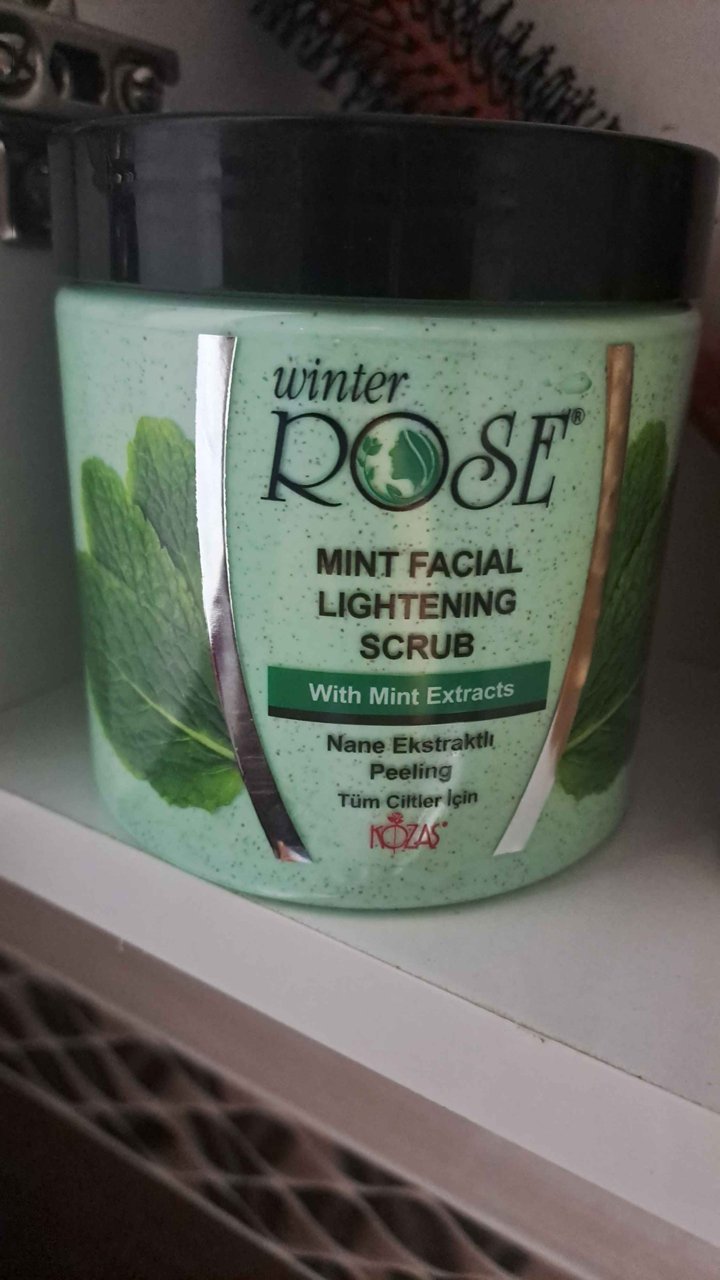 winter
ROSE®
MINT FACIAL
LIGHTENING
SCRUB
With Mint Extracts
Nane Ekstraktlı
Peeling
Tüm Ciltler İçin
KOZAS